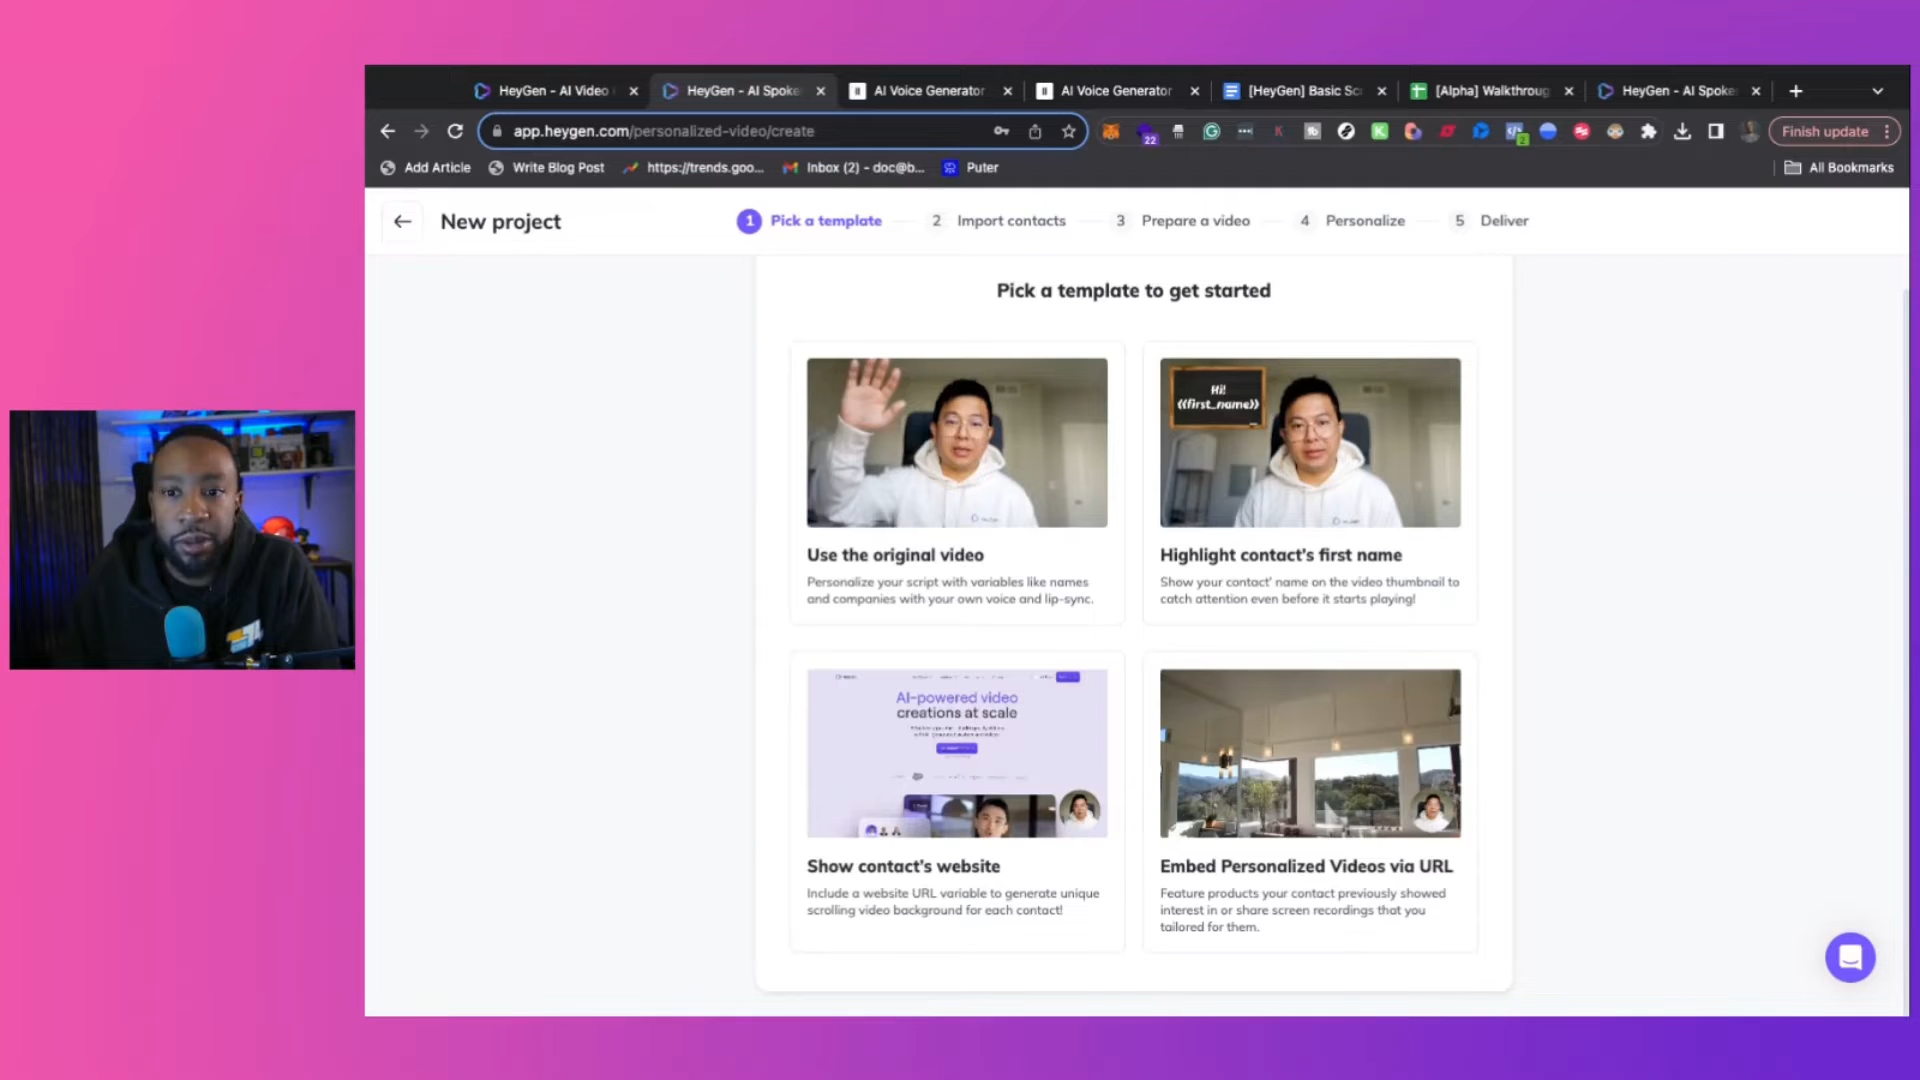 HeyGen - AI Video
HeyGen - AI Spoke
AI Voice Generator
AI Voice Generator
[HeyGen] Basic Sc
[Alpha] Walkthroug
HeyGen - AI Spoke
app.heygen.com/personalized-video/create
22
2
Finish update
Add Article
Write Blog Post
https://trends.goo...
Inbox (2) - doc@b...
Puter
All Bookmarks
New project
1 Pick a template
2 Import contacts
3 Prepare a video
4 Personalize
5 Deliver
Pick a template to get started
Hi!
{{first_name}}
Use the original video
Personalize your script with variables like names
and companies with your own voice and lip-sync.
Highlight contact's first name
Show your contact' name on the video thumbnail to
catch attention even before it starts playing!
AI-powered video
creations at scale
Show contact's website
Include a website URL variable to generate unique
scrolling video background for each contact!
Embed Personalized Videos via URL
Feature products your contact previously showed
interest in or share screen recordings that you
tailored for them.